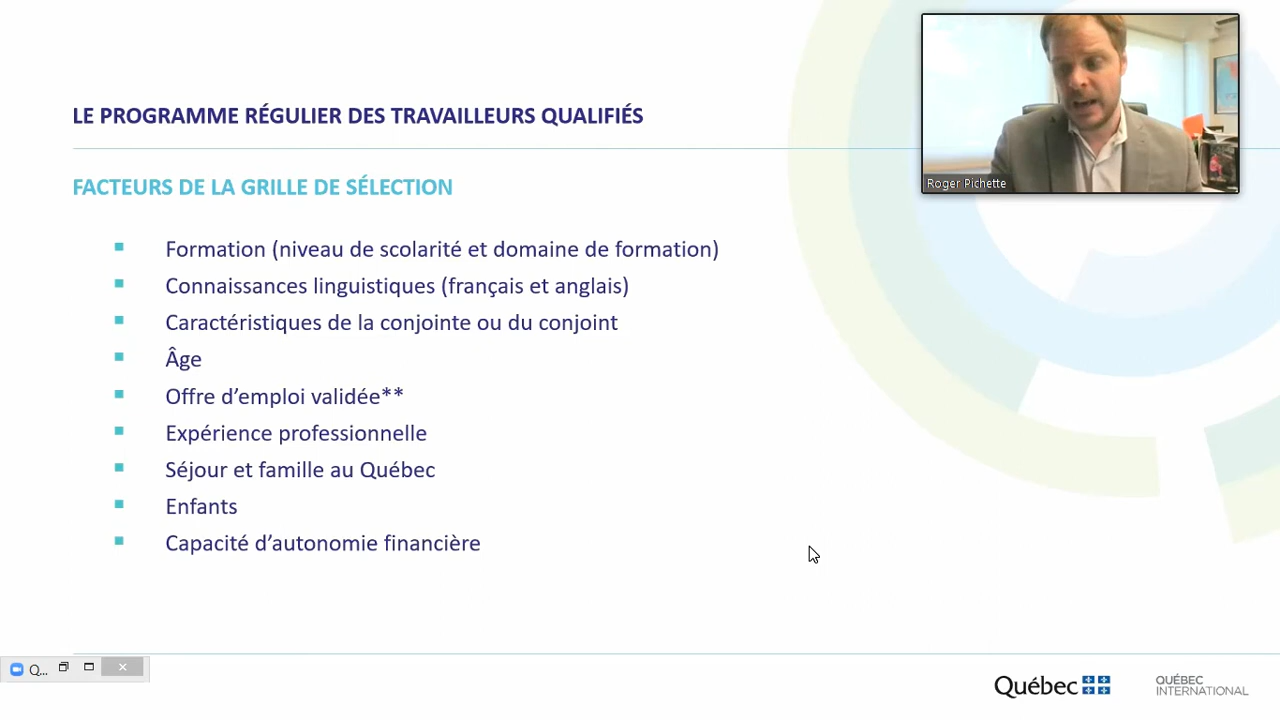 LE PROGRAMME RÉGULIER DES TRAVAILLEURS QUALIFIÉS
Roger Pichette
FACTEURS DE LA GRILLE DE SÉLECTION
Formation (niveau de scolarité et domaine de formation)
Connaissances linguistiques (français et anglais)
Caractéristiques de la conjointe ou du conjoint
Âge
Offre d’emploi validée**
Expérience professionnelle
Séjour et famille au Québec
Enfants
Capacité d’autonomie financière
Q...
Québec
QUÉBEC
INTERNATIONAL